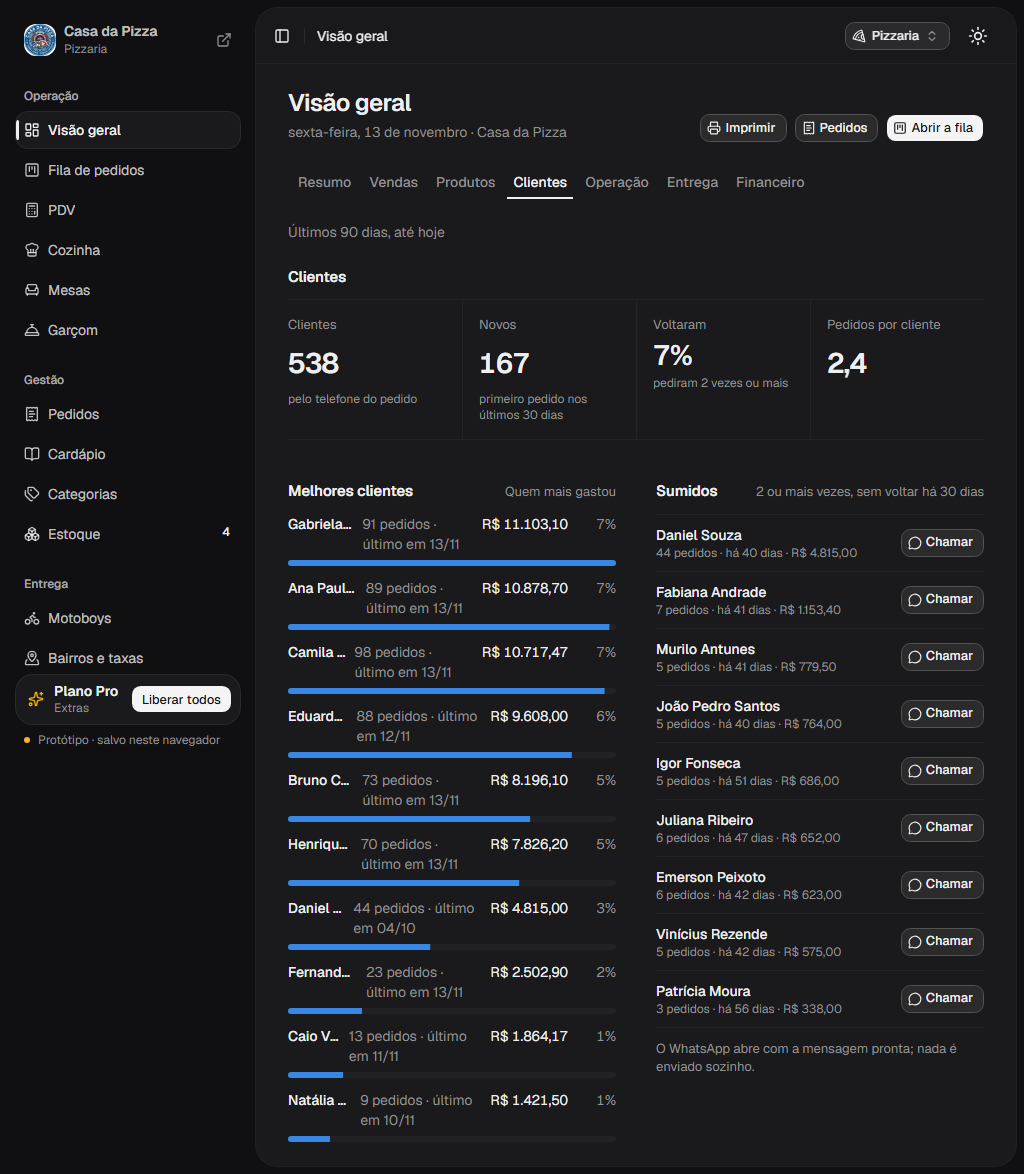 Casa da Pizza
Pizzaria
Operação
Visão geral
Fila de pedidos
PDV
Cozinha
Mesas
Garçom
Gestão
Pedidos
Cardápio
Categorias
Estoque 4
Entrega
Motoboys
Bairros e taxas
Plano Pro
Extras
Liberar todos
Protótipo · salvo neste navegador
Visão geral
Pizzaria
Visão geral
sexta-feira, 13 de novembro · Casa da Pizza
Imprimir
Pedidos
Abrir a fila
Resumo Vendas Produtos Clientes Operação Entrega Financeiro
Últimos 90 dias, até hoje
Clientes
Clientes
538
pelo telefone do pedido
Novos
167
primeiro pedido nos
últimos 30 dias
Voltaram
7%
pediram 2 vezes ou mais
Pedidos por cliente
2,4
Melhores clientes Quem mais gastou
Gabriela... 91 pedidos · R$ 11.103,10 7%
último em 13/11
Ana Paul... 89 pedidos · R$ 10.878,70 7%
último em 13/11
Camila ... 98 pedidos · R$ 10.717,47 7%
último em 13/11
Eduard... 88 pedidos · último R$ 9.608,00 6%
em 12/11
Bruno C... 73 pedidos · R$ 8.196,10 5%
último em 13/11
Henriqu... 70 pedidos · R$ 7.826,20 5%
último em 13/11
Daniel ... 44 pedidos · último R$ 4.815,00 3%
em 04/10
Fernand... 23 pedidos · R$ 2.502,90 2%
último em 13/11
Caio V... 13 pedidos · último R$ 1.864,17 1%
em 11/11
Natália ... 9 pedidos · último R$ 1.421,50 1%
em 10/11
Sumidos 2 ou mais vezes, sem voltar há 30 dias
Daniel Souza
44 pedidos · há 40 dias · R$ 4.815,00
Chamar
Fabiana Andrade
7 pedidos · há 41 dias · R$ 1.153,40
Chamar
Murilo Antunes
5 pedidos · há 41 dias · R$ 779,50
Chamar
João Pedro Santos
5 pedidos · há 40 dias · R$ 764,00
Chamar
Igor Fonseca
5 pedidos · há 51 dias · R$ 686,00
Chamar
Juliana Ribeiro
6 pedidos · há 47 dias · R$ 652,00
Chamar
Emerson Peixoto
6 pedidos · há 42 dias · R$ 623,00
Chamar
Vinícius Rezende
5 pedidos · há 42 dias · R$ 575,00
Chamar
Patrícia Moura
3 pedidos · há 56 dias · R$ 338,00
Chamar
O WhatsApp abre com a mensagem pronta; nada é
enviado sozinho.